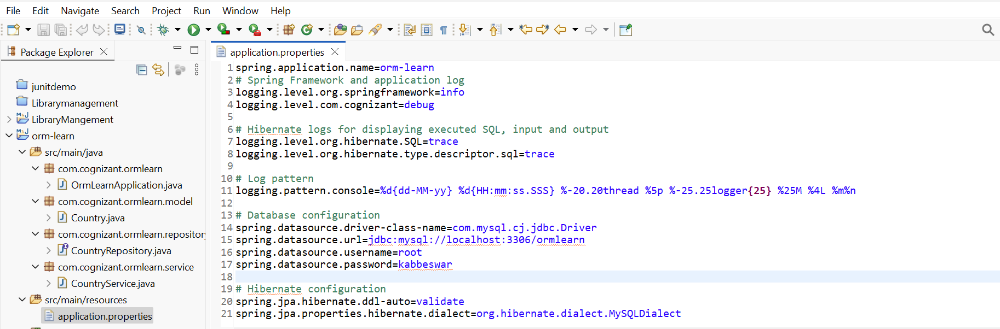 File Edit Navigate Search Project Run Window Help
Package Explorer
junitdemo
Librarymanagement
LibraryMangement
orm-learn
src/main/java
com.cognizant.ormlearn
OrmLearnApplication.java
com.cognizant.ormlearn.model
Country.java
com.cognizant.ormlearn.repository
CountryRepository.java
com.cognizant.ormlearn.service
CountryService.java
src/main/resources
application.properties
application.properties
1 spring.application.name=orm-learn
2 # Spring Framework and application log
3 logging.level.org.springframework=info
4 logging.level.com.cognizant=debug
5
6 # Hibernate logs for displaying executed SQL, input and output
7 logging.level.org.hibernate.SQL=trace
8 logging.level.org.hibernate.type.descriptor.sql=trace
9
10 # Log pattern
11 logging.pattern.console=%d{dd-MM-yy} %d{HH:mm:ss.SSS} %-20.20thread %5p %-25.25logger{25} %25M %4L %m%n
12
13 # Database configuration
14 spring.datasource.driver-class-name=com.mysql.cj.jdbc.Driver
15 spring.datasource.url=jdbc:mysql://localhost:3306/ormlearn
16 spring.datasource.username=root
17 spring.datasource.password=kabbeswar
18
19 # Hibernate configuration
20 spring.jpa.hibernate.ddl-auto=validate
21 spring.jpa.properties.hibernate.dialect=org.hibernate.dialect.MySQLDialect